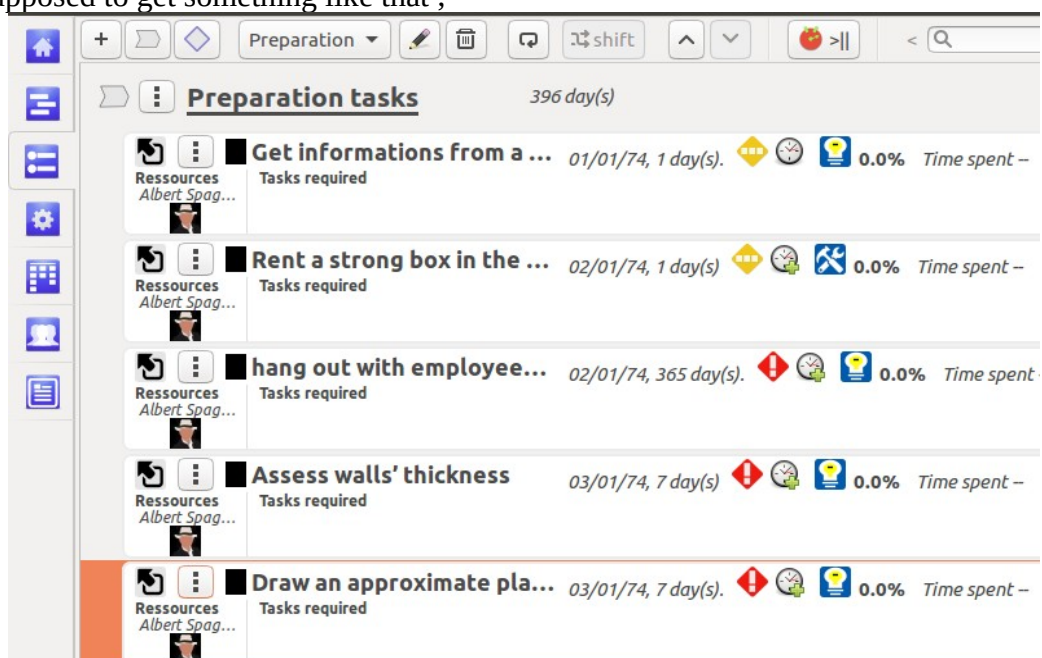 supposed to get something like that ;
+ Preparation shift >|| <
Preparation tasks 396 day(s)
Get informations from a ... 01/01/74, 1 day(s). 0.0% Time spent --
Ressources Tasks required
Albert Spag...
Rent a strong box in the ... 02/01/74, 1 day(s) 0.0% Time spent --
Ressources Tasks required
Albert Spag...
hang out with employee... 02/01/74, 365 day(s). 0.0% Time spent -
Ressources Tasks required
Albert Spag...
Assess walls’ thickness 03/01/74, 7 day(s) 0.0% Time spent --
Ressources Tasks required
Albert Spag...
Draw an approximate pla... 03/01/74, 7 day(s). 0.0% Time spent --
Ressources Tasks required
Albert Spag...